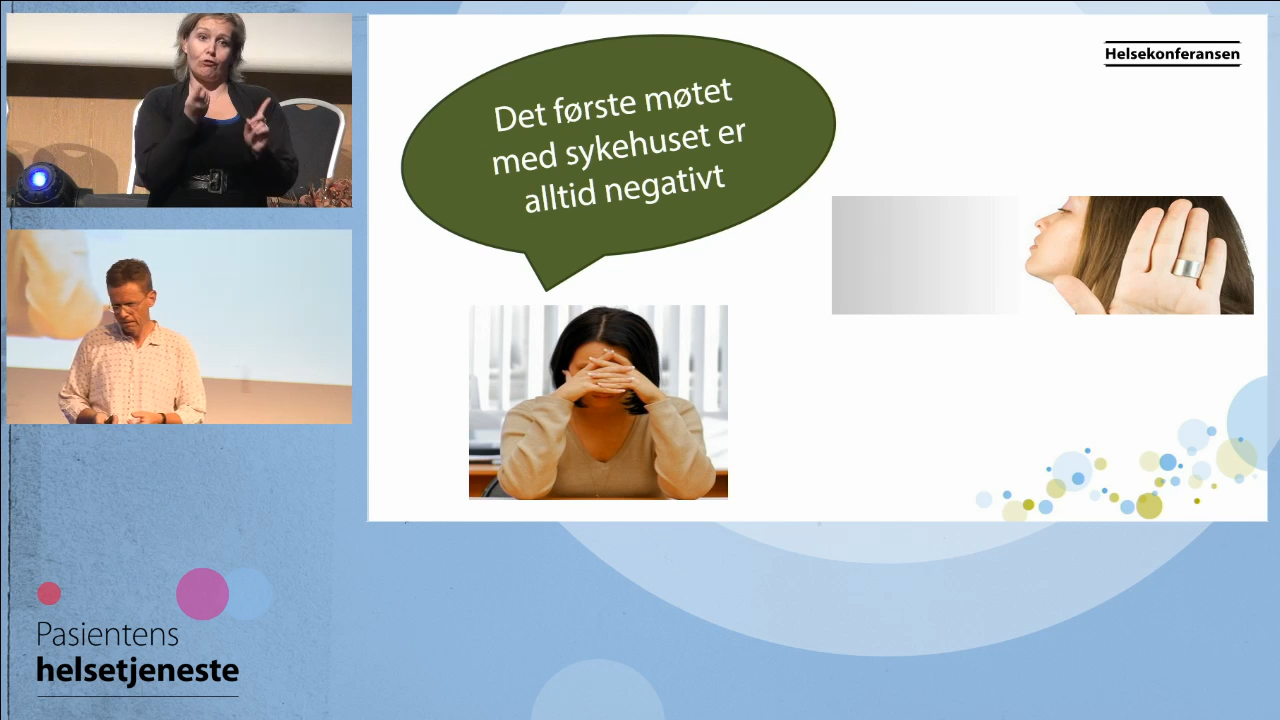 Det første møtet
med sykehuset er
alltid negativt
Helsekonferansen
Pasientens
helsetjeneste